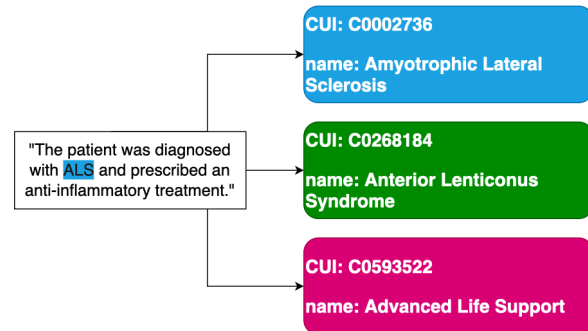 CUI: C0002736
name: Amyotrophic Lateral
Sclerosis
"The patient was diagnosed
with ALS and prescribed an
anti-inflammatory treatment."
CUI: C0268184
name: Anterior Lenticonus
Syndrome
CUI: C0593522
name: Advanced Life Support